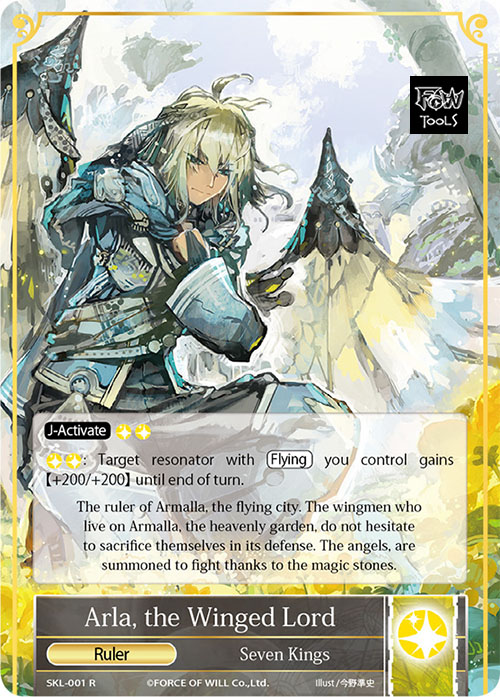 FOW
TOOLS
J-Activate
: Target resonator with Flying you control gains
【+200/+200】 until end of turn.
The ruler of Armalla, the flying city. The wingmen who
live on Armalla, the heavenly garden, do not hesitate
to sacrifice themselves in its defense. The angels, are
summoned to fight thanks to the magic stones.
Arla, the Winged Lord
Ruler Seven Kings
SKL-001 R ©FORCE OF WILL Co.,Ltd. Illust / 今野隼史